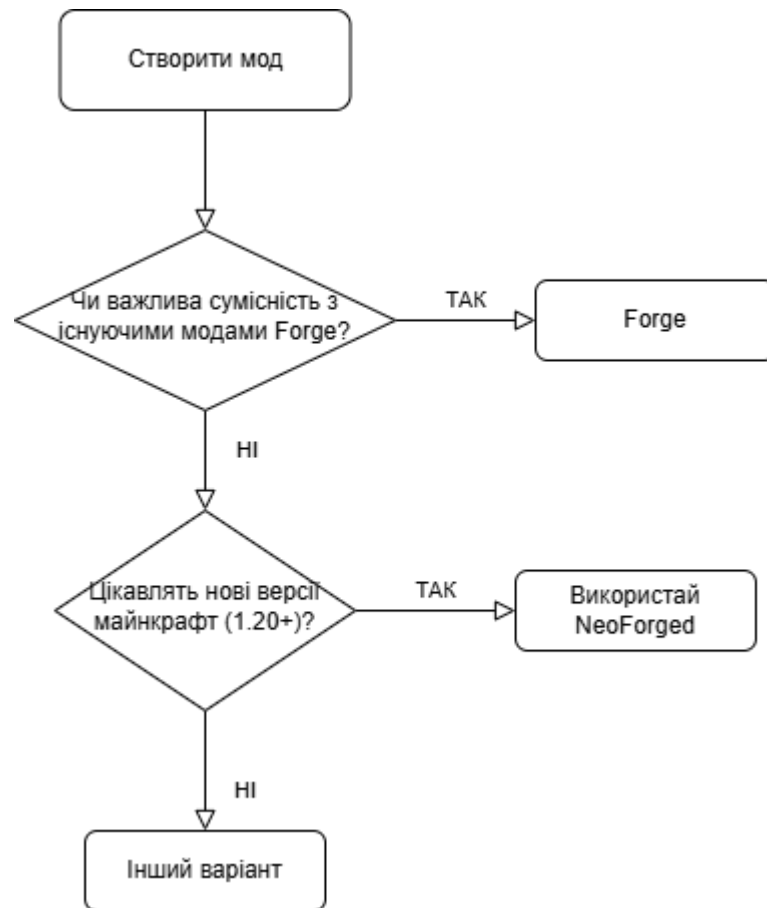 Створити мод
Чи важлива сумісність з
існуючими модами Forge?
ТАК
Forge
НІ
Цікавлять нові версії
майнкрафт (1.20+)?
ТАК
Використай
NeoForged
НІ
Інший варіант